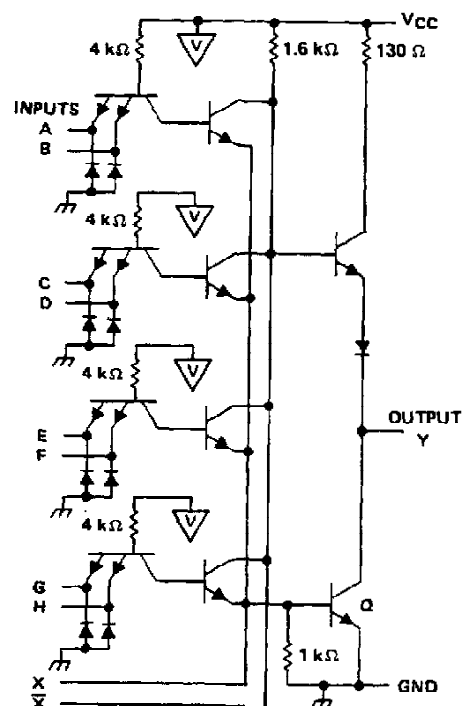 VCC
4 kΩ
V
1.6 kΩ
130 Ω
INPUTS
A
B
4 kΩ
V
C
D
4 kΩ
V
E
F
OUTPUT
Y
4 kΩ
V
G
H
Q
1 kΩ
X
GND
X̅